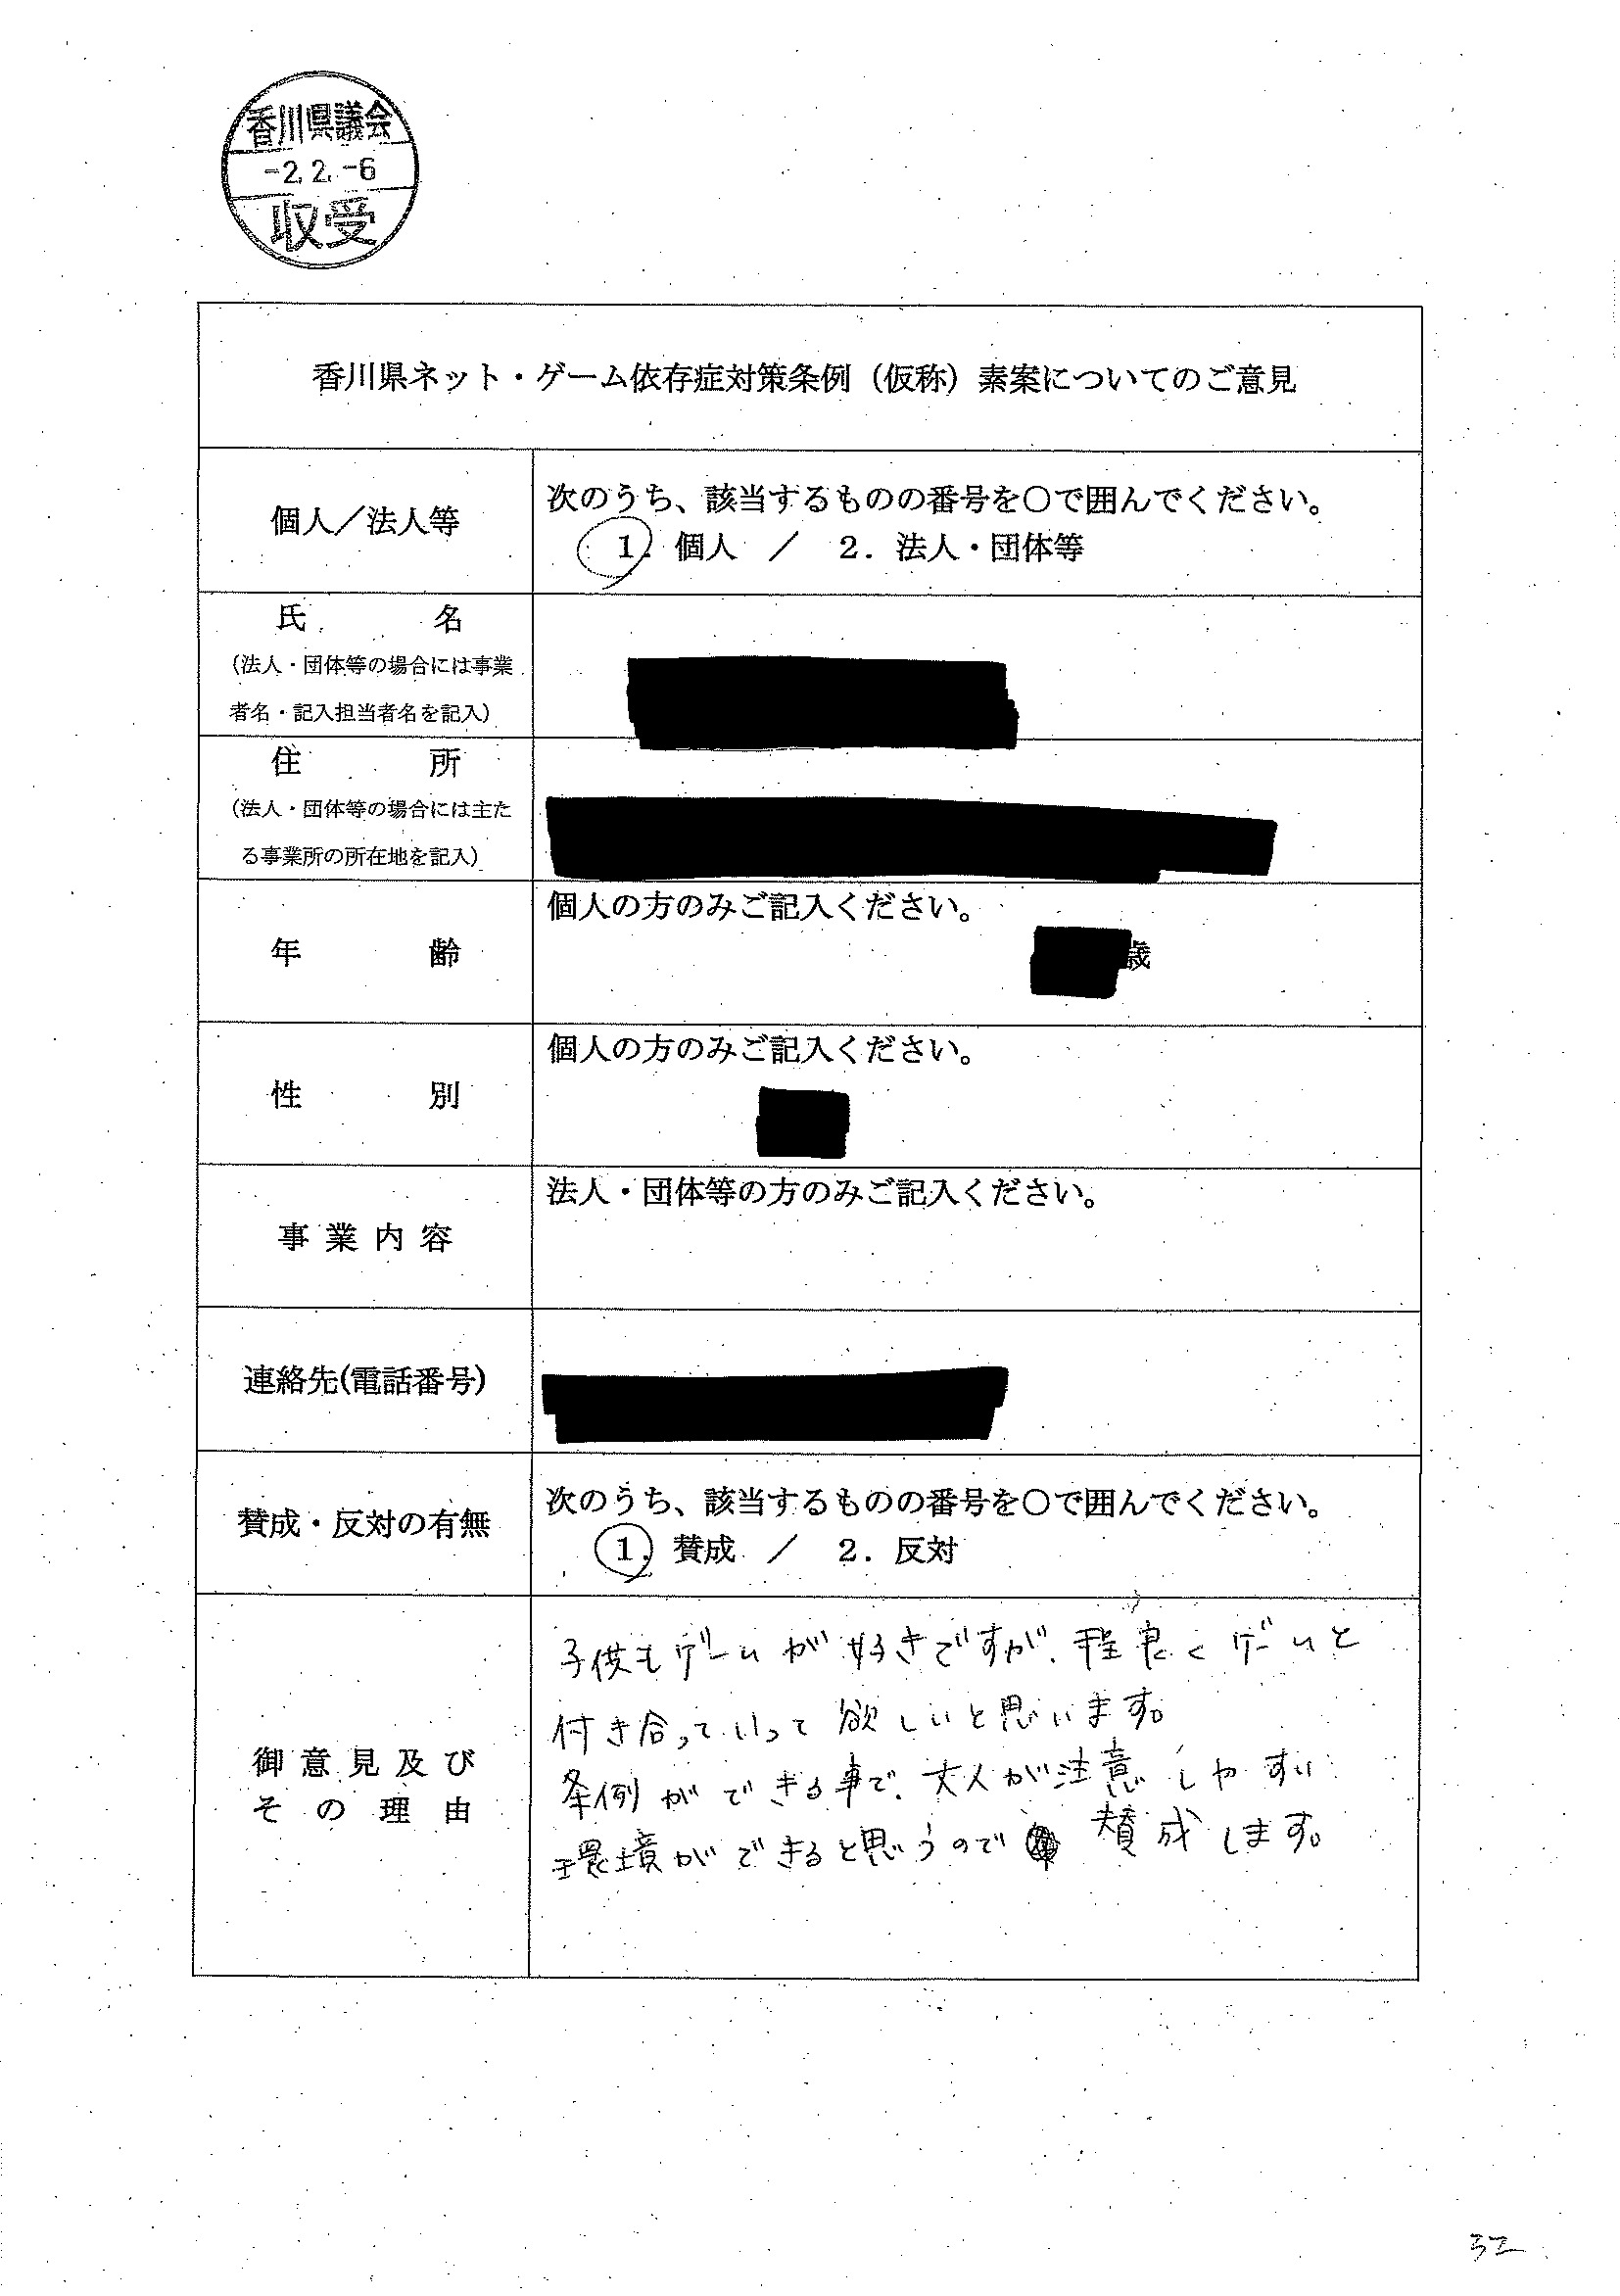 香川県議会
-2.2.-6
収受
香川県ネット・ゲーム依存症対策条例（仮称）素案についてのご意見
個人／法人等
次のうち、該当するものの番号を○で囲んでください。
1．個人　／　2．法人・団体等
氏　　　　名
（法人・団体等の場合には事業
者名・記入担当者名を記入）
住　　　　所
（法人・団体等の場合には主た
る事業所の所在地を記入）
年　　　　齢
個人の方のみご記入ください。
歳
性　　　　別
個人の方のみご記入ください。
事業内容
法人・団体等の方のみご記入ください。
連絡先(電話番号)
賛成・反対の有無
次のうち、該当するものの番号を○で囲んでください。
1．賛成　／　2．反対
御意見及び
その理由
子供もゲームが好きですが、程良くゲームと
付き合っていって欲しいと思います。
条例ができる事で、大人が注意しやすい
環境ができると思うので 賛成します。
32